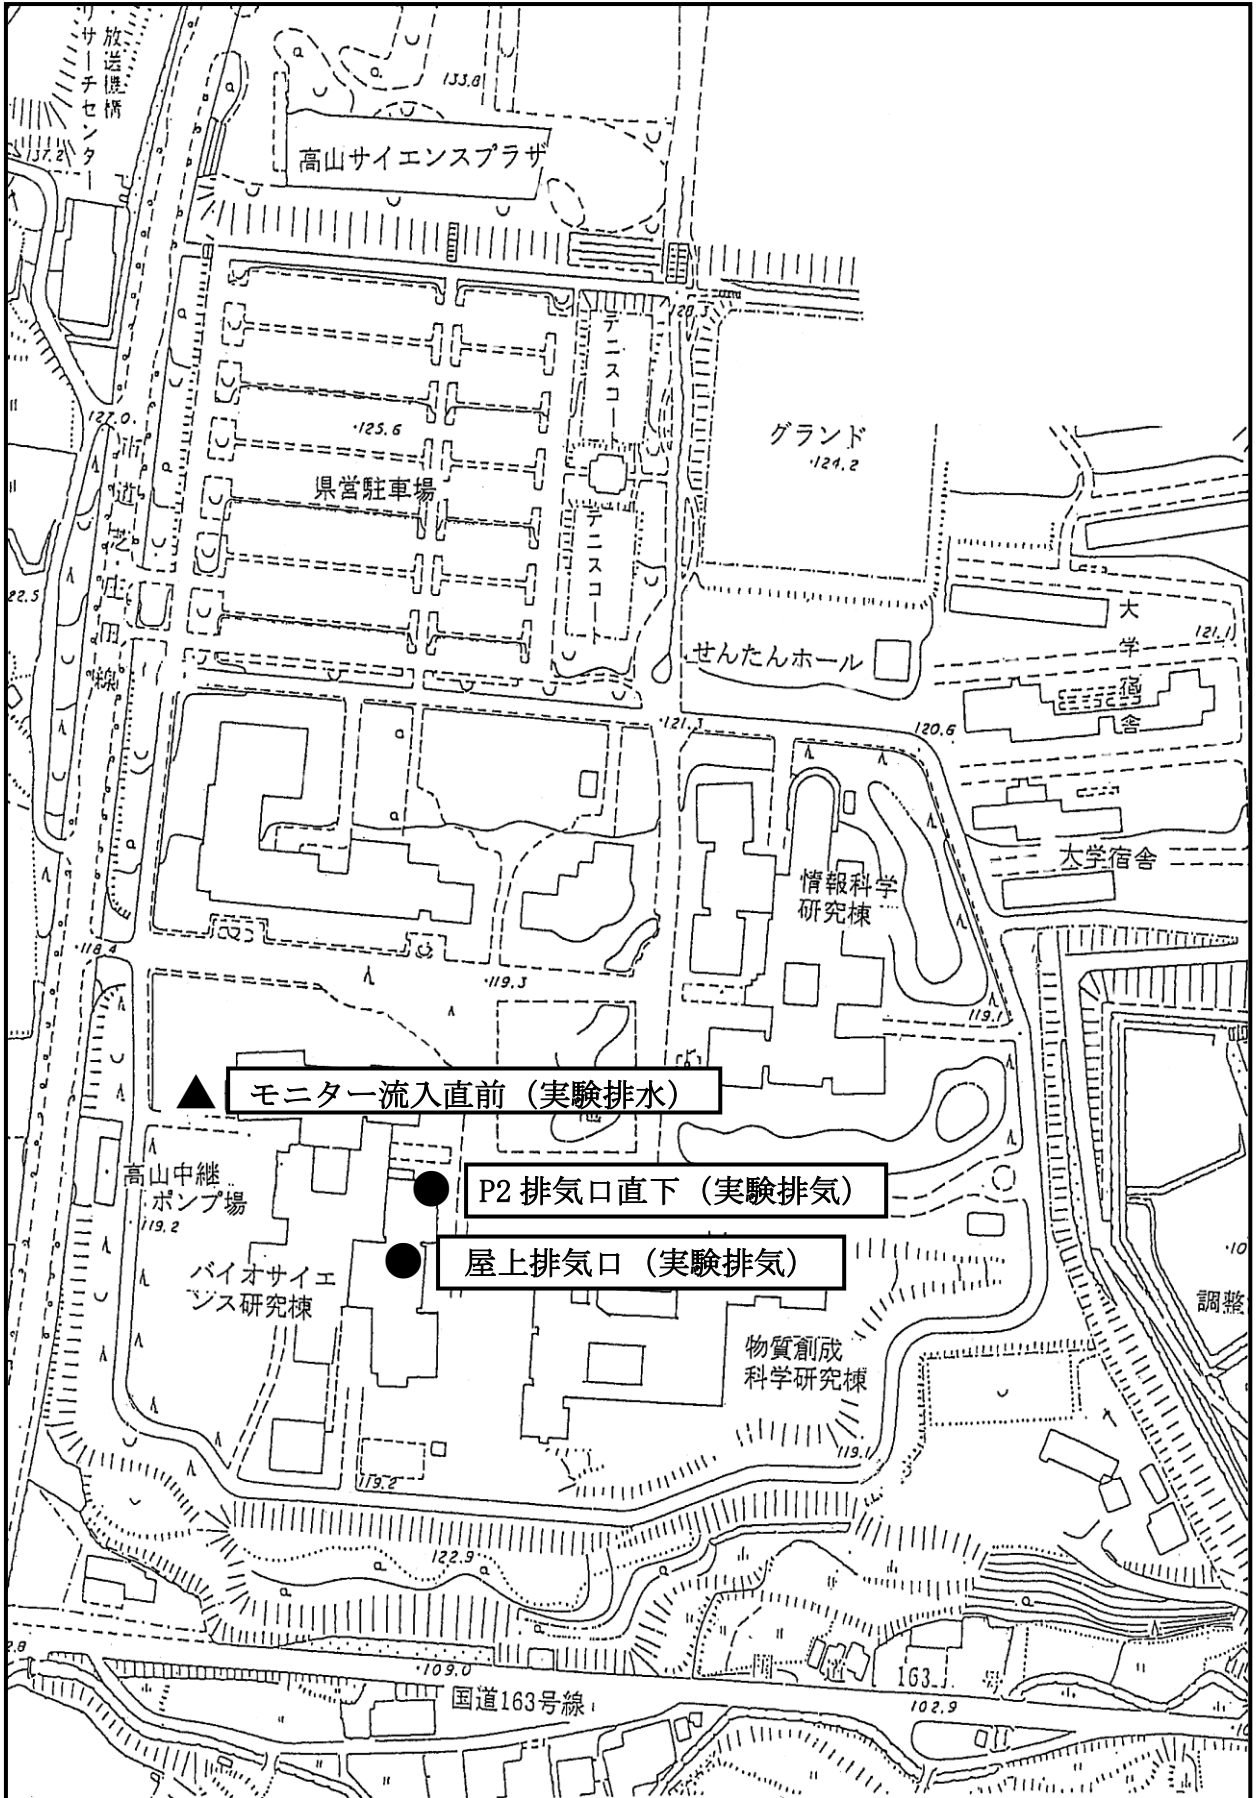 放送機構
サーチセンター
133.8
137.2
高山サイエンスプラザ
テニスコート
128.3
127.0
125.6
グランド
124.2
県営駐車場
テニスコート
市道芝庄田線
22.5
大学宿舎
121.1
せんたんホール
121.3
120.6
a
大学宿舎
情報科学
研究棟
118.4
119.3
119.1
モニター流入直前（実験排水）
池
高山中継
ポンプ場
119.2
P2 排気口直下（実験排気）
屋上排気口（実験排気）
バイオサイエ
ンス研究棟
調整
物質創成
科学研究棟
119.1
119.2
122.9
109.0
国道163号線
国道 163 号
102.9